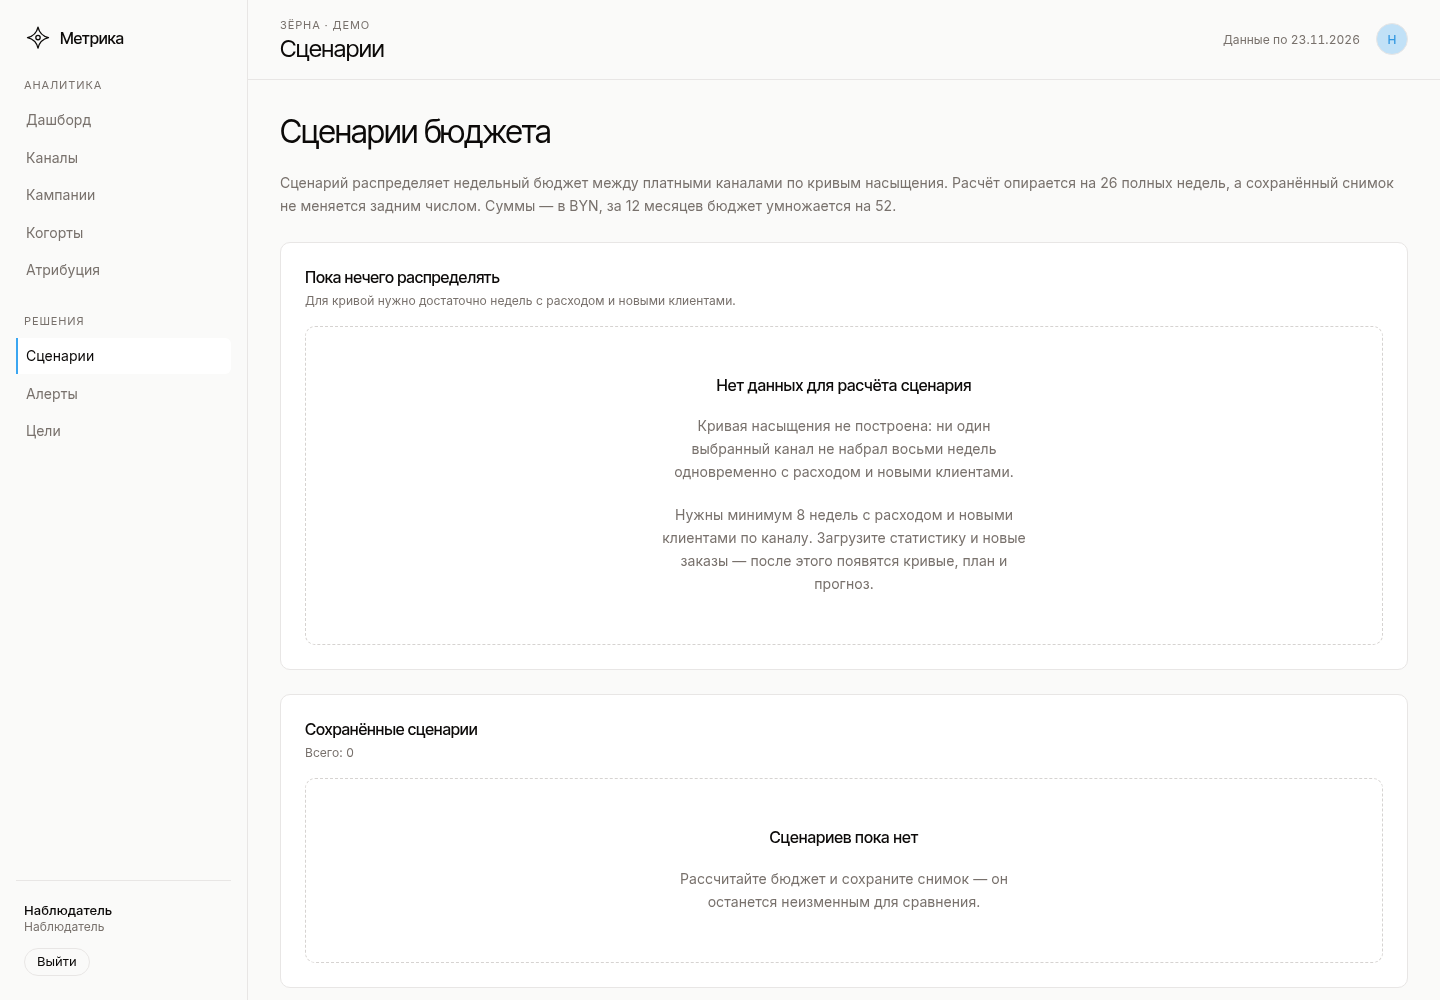 Метрика
АНАЛИТИКА
Дашборд
Каналы
Кампании
Когорты
Атрибуция
РЕШЕНИЯ
Сценарии
Алерты
Цели
Наблюдатель
Наблюдатель
Выйти
ЗЁРНА · ДЕМО
Сценарии
Данные по 23.11.2026
Н
Сценарии бюджета
Сценарий распределяет недельный бюджет между платными каналами по кривым насыщения. Расчёт опирается на 26 полных недель, а сохранённый снимок
не меняется задним числом. Суммы — в BYN, за 12 месяцев бюджет умножается на 52.
Пока нечего распределять
Для кривой нужно достаточно недель с расходом и новыми клиентами.
Нет данных для расчёта сценария
Кривая насыщения не построена: ни один
выбранный канал не набрал восьми недель
одновременно с расходом и новыми клиентами.
Нужны минимум 8 недель с расходом и новыми
клиентами по каналу. Загрузите статистику и новые
заказы — после этого появятся кривые, план и
прогноз.
Сохранённые сценарии
Всего: 0
Сценариев пока нет
Рассчитайте бюджет и сохраните снимок — он
останется неизменным для сравнения.